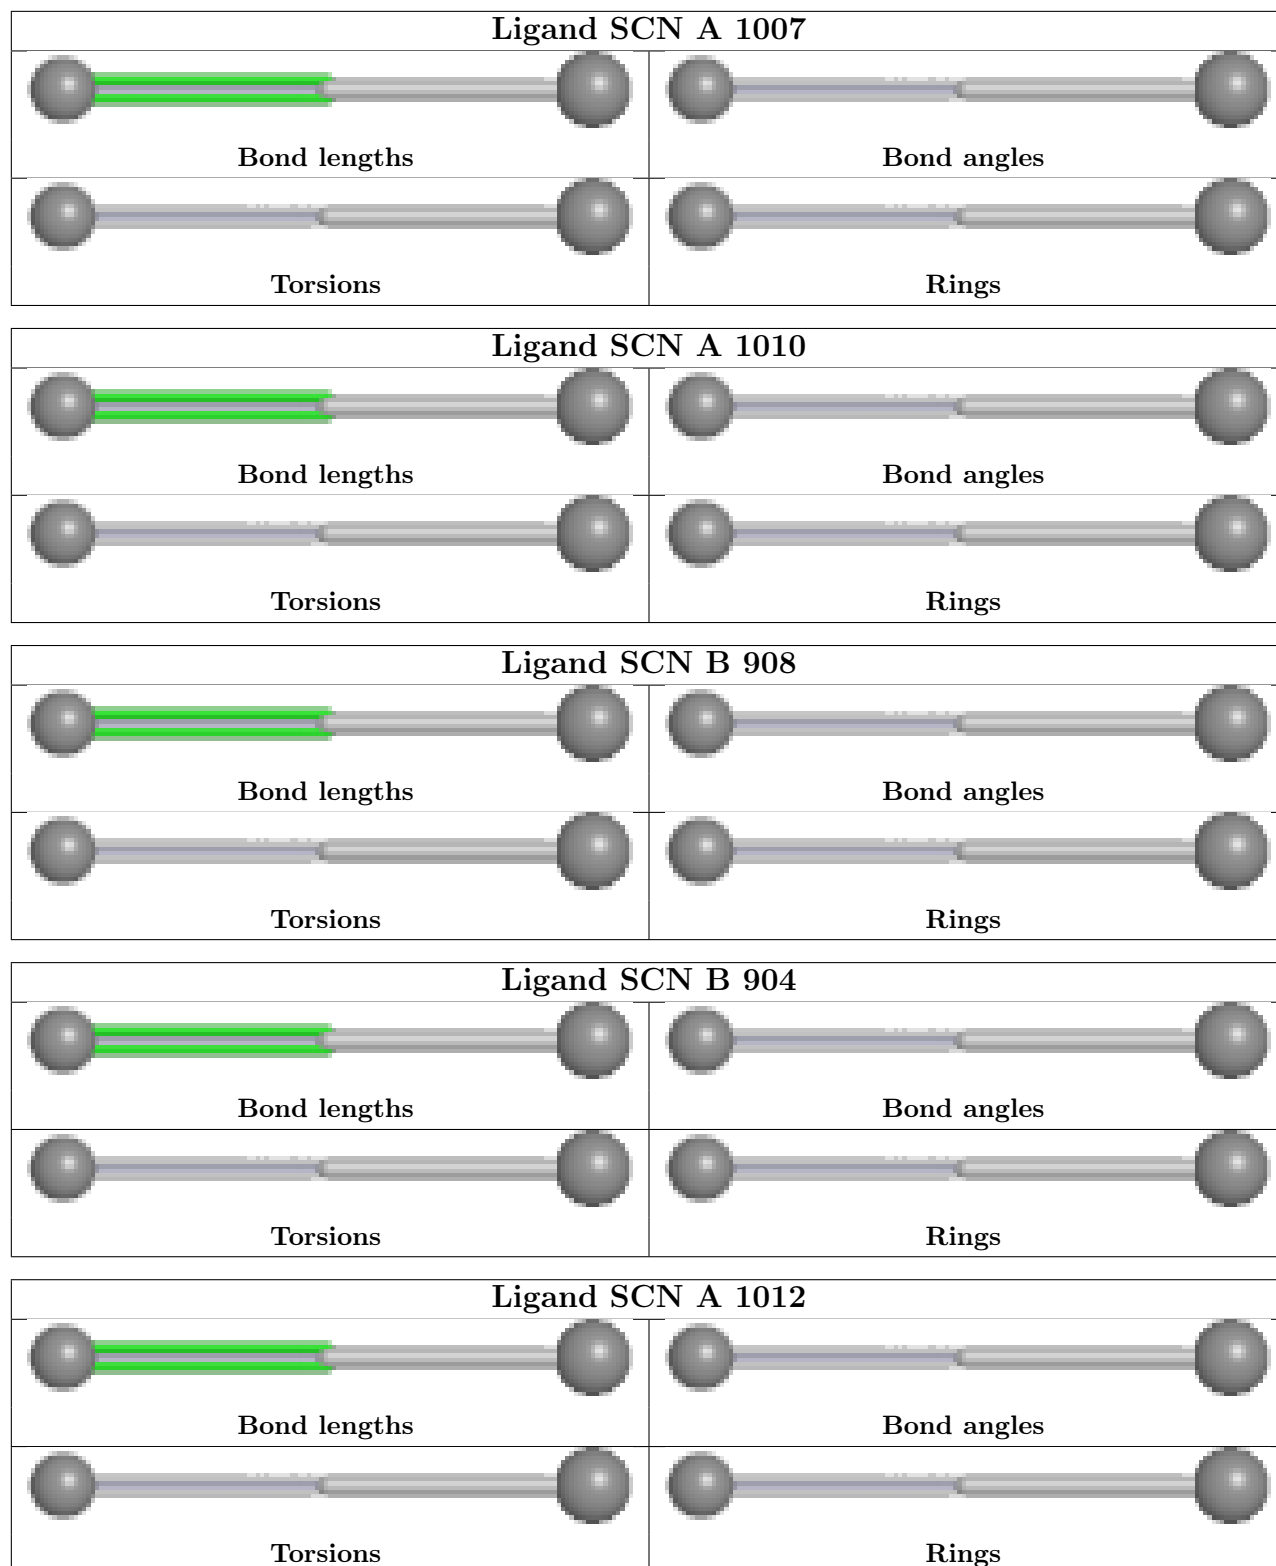 Ligand SCN A 1007
Bond lengths Bond angles
Torsions Rings
Ligand SCN A 1010
Bond lengths Bond angles
Torsions Rings
Ligand SCN B 908
Bond lengths Bond angles
Torsions Rings
Ligand SCN B 904
Bond lengths Bond angles
Torsions Rings
Ligand SCN A 1012
Bond lengths Bond angles
Torsions Rings